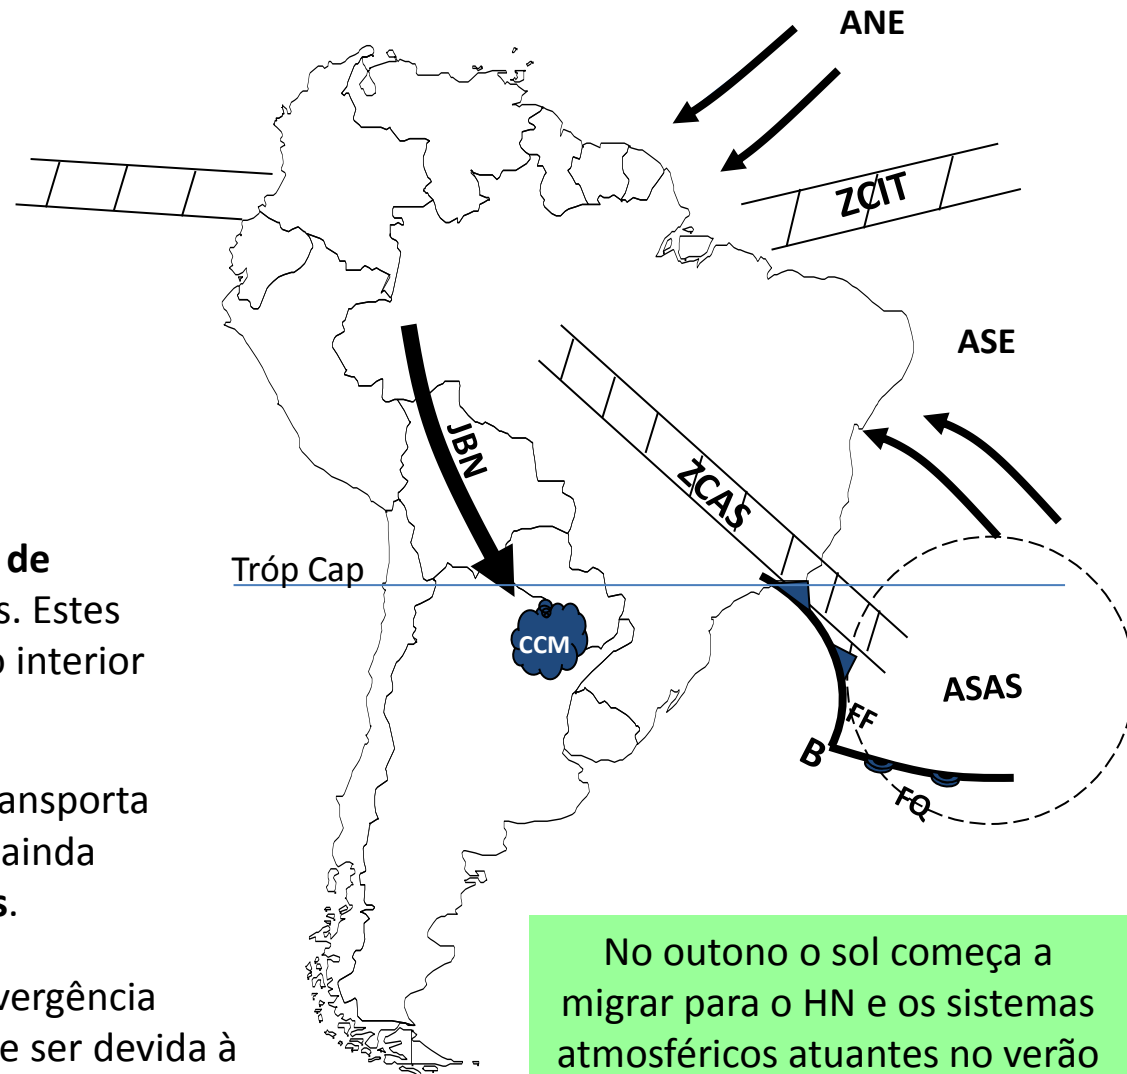 ANE
ZCIT
ASE
JBN
ZCAS
Tróp Cap
CCM
ASAS
FF
B
FQ
de
s. Estes
o interior
ansporta
ainda
s.
vergência
e ser devida à
No outono o sol começa a
migrar para o HN e os sistemas
atmosféricos atuantes no verão